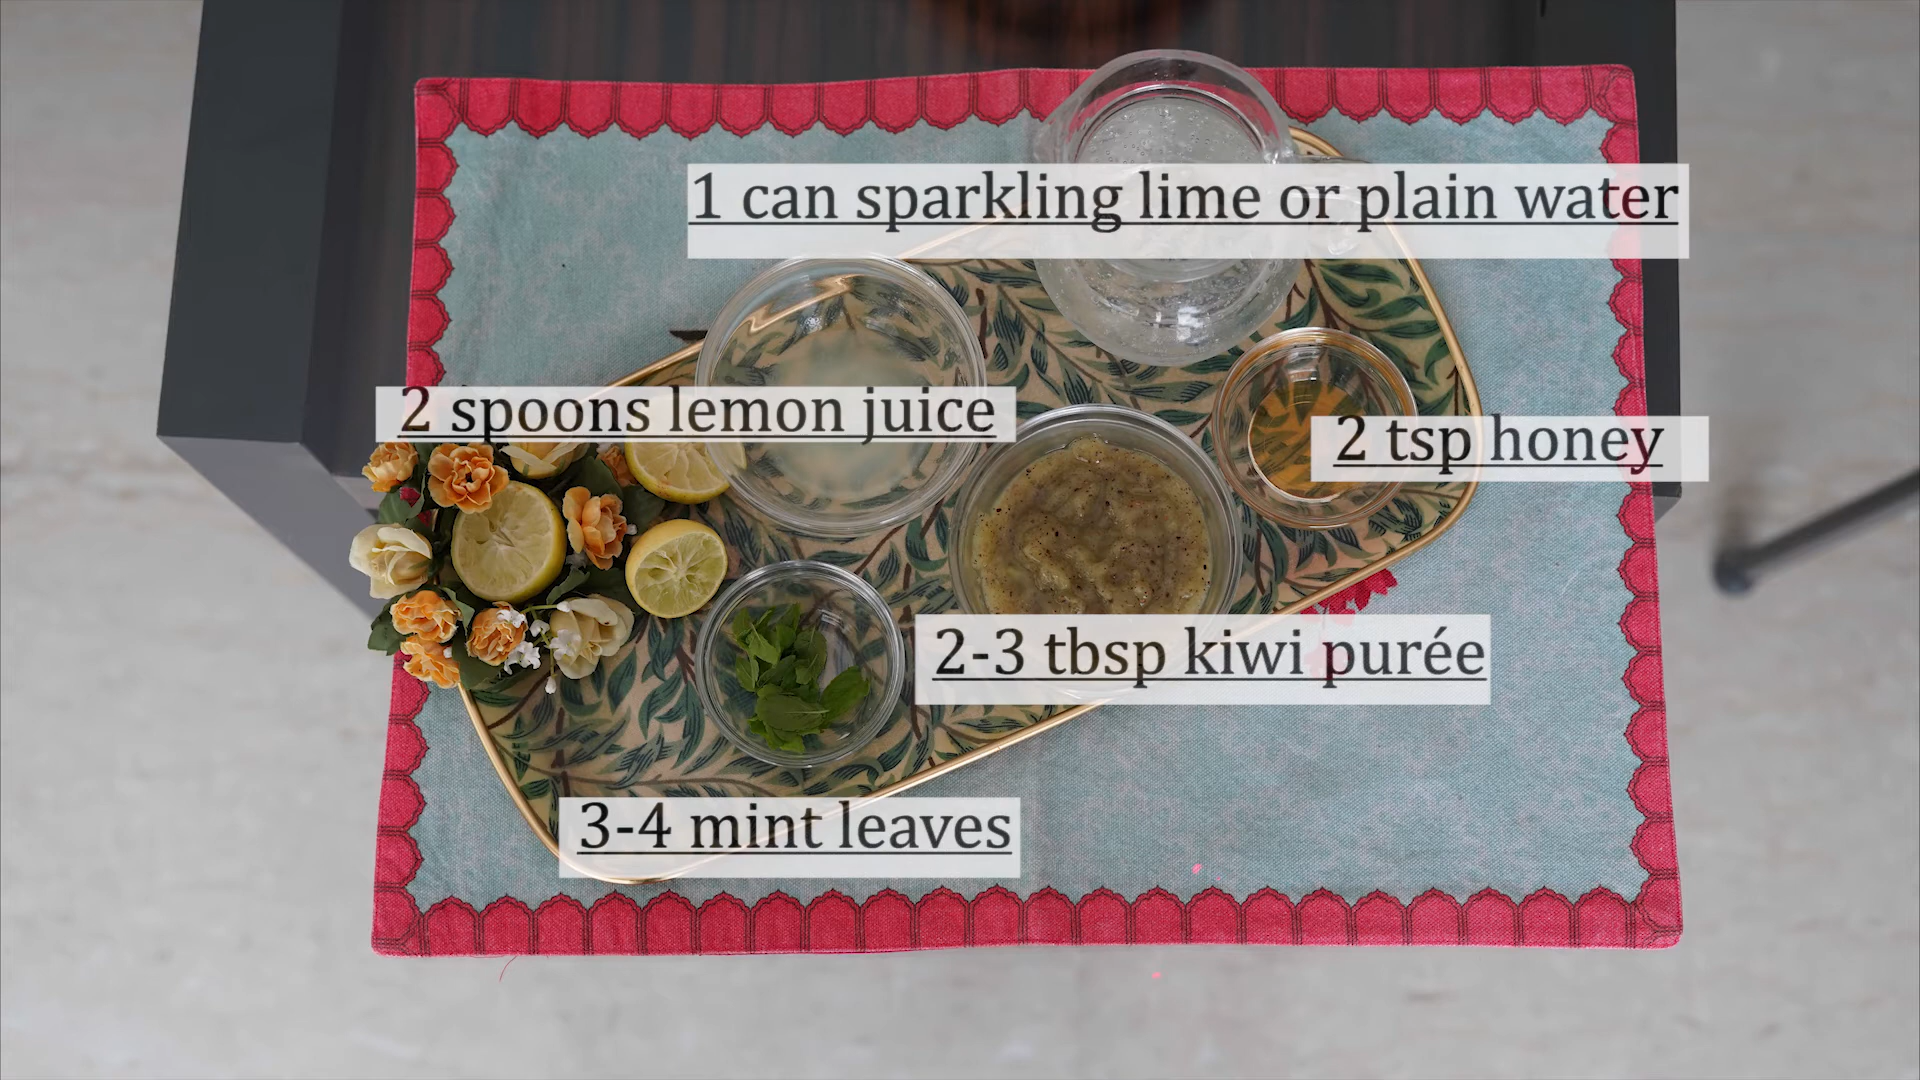 1 can sparkling lime or plain water
2 spoons lemon juice
2 tsp honey
2-3 tbsp kiwi purée
3-4 mint leaves